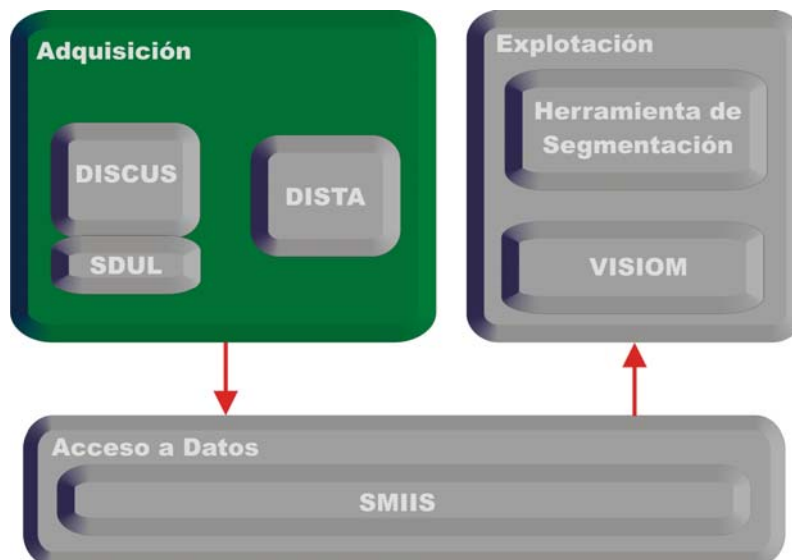 Adquisición
DISCUS
SDUL
DISTA
Explotación
Herramienta de
Segmentación
VISIOM
Acceso a Datos
SMIIS